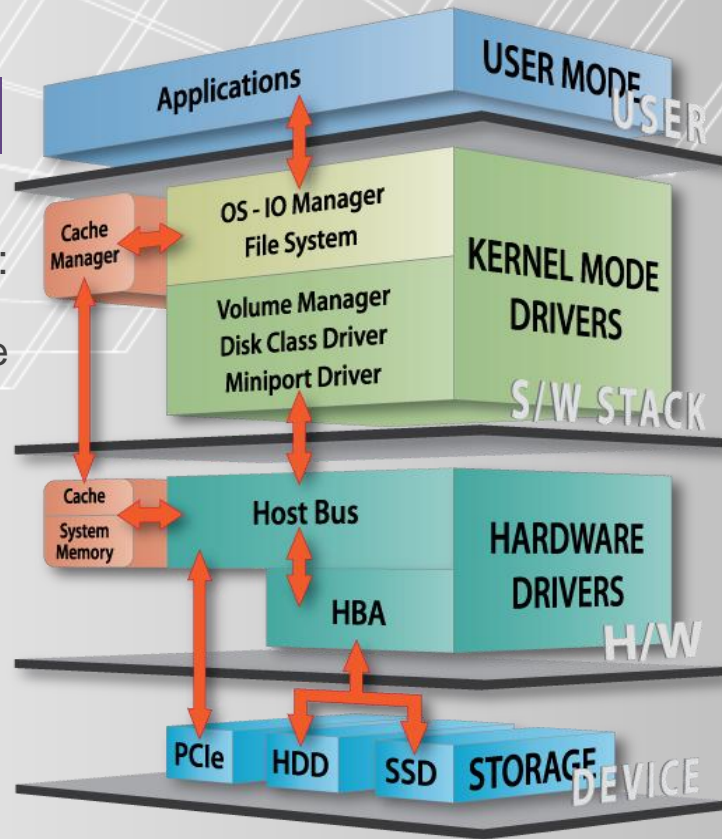 Applications
USER MODE
USER
Cache
Manager
OS - IO Manager
File System
:
e
Volume Manager
Disk Class Driver
Miniport Driver
KERNEL MODE
DRIVERS
S/W STACK
Cache
System
Memory
Host Bus
HBA
HARDWARE
DRIVERS
H/W
PCIe
HDD
SSD
STORAGE
DEVICE